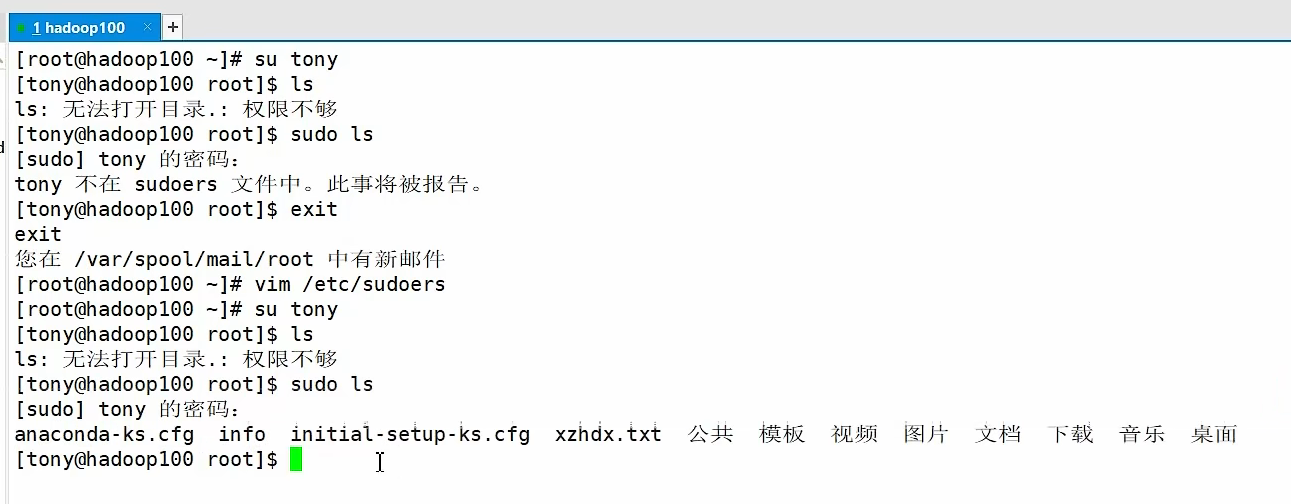 1 hadoop100 × +
[root@hadoop100 ~]# su tony
[tony@hadoop100 root]$ ls
ls: 无法打开目录.: 权限不够
[tony@hadoop100 root]$ sudo ls
[sudo] tony 的密码：
tony 不在 sudoers 文件中。此事将被报告。
[tony@hadoop100 root]$ exit
exit
您在 /var/spool/mail/root 中有新邮件
[root@hadoop100 ~]# vim /etc/sudoers
[root@hadoop100 ~]# su tony
[tony@hadoop100 root]$ ls
ls: 无法打开目录.: 权限不够
[tony@hadoop100 root]$ sudo ls
[sudo] tony 的密码：
anaconda-ks.cfg  info  initial-setup-ks.cfg  xzhdx.txt  公共  模板  视频  图片  文档  下载  音乐  桌面
[tony@hadoop100 root]$